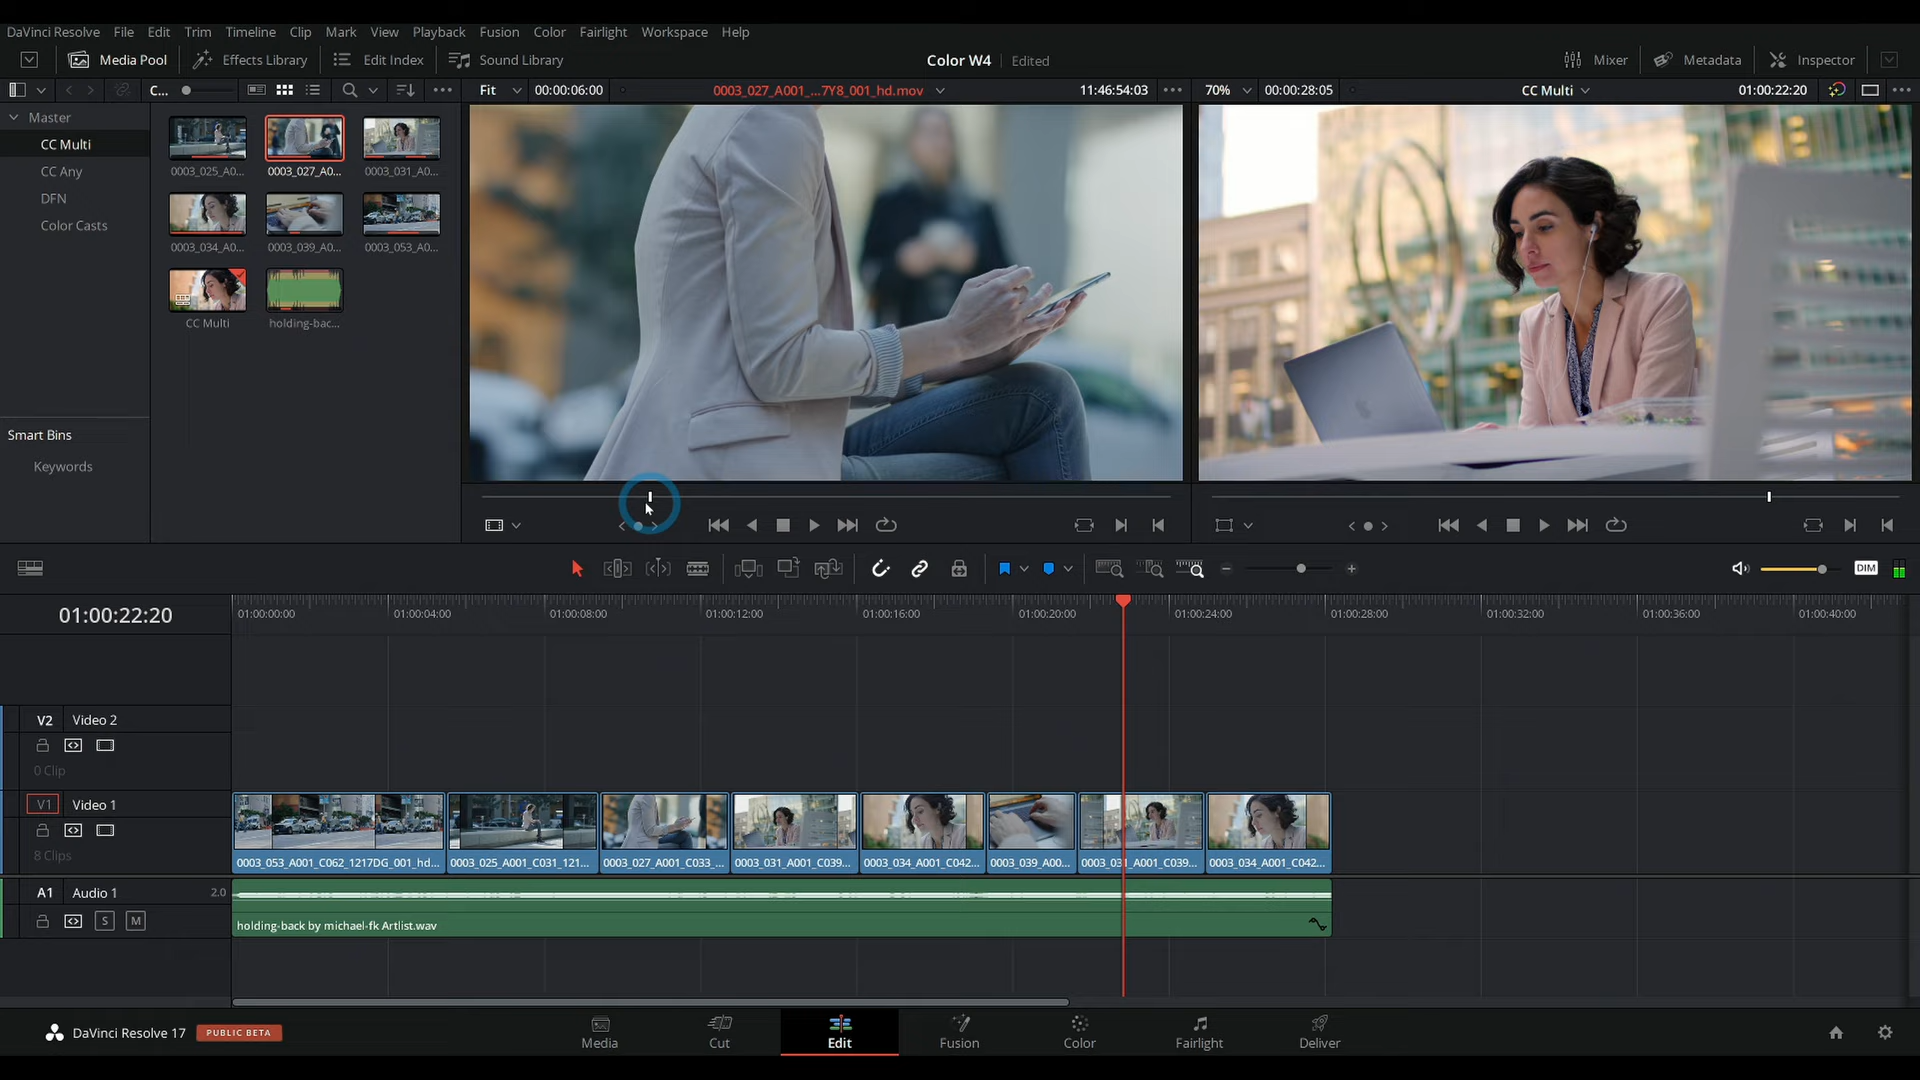 DaVinci Resolve File Edit Trim Timeline Clip Mark View Playback Fusion Color Fairlight Workspace Help
Media Pool Effects Library Edit Index Sound Library Color W4 Edited Mixer Metadata Inspector
C... Fit 00:00:06:00 0003_027_A001_...7Y8_001_hd.mov 11:46:54:03 70% 00:00:28:05 CC Multi 01:00:22:20
Master
CC Multi
CC Any
DFN
Color Casts
Smart Bins
Keywords
0003_025_A0... 0003_027_A0... 0003_031_A0...
0003_034_A0... 0003_039_A0... 0003_053_A0...
CC Multi holding-bac...
DIM
01:00:22:20 01:00:00:00 01:00:04:00 01:00:08:00 01:00:12:00 01:00:16:00 01:00:20:00 01:00:24:00 01:00:28:00 01:00:32:00 01:00:36:00 01:00:40:00
V2 Video 2
0 Clip
V1 Video 1
8 Clips
0003_053_A001_C062_1217DG_001_hd... 0003_025_A001_C031_121... 0003_027_A001_C033_... 0003_031_A001_C039... 0003_034_A001_C042... 0003_039_A00... 0003_031_A001_C039... 0003_034_A001_C042...
A1 Audio 1 2.0
S M
holding-back by michael-fk Artlist.wav
DaVinci Resolve 17 PUBLIC BETA Media Cut Edit Fusion Color Fairlight Deliver